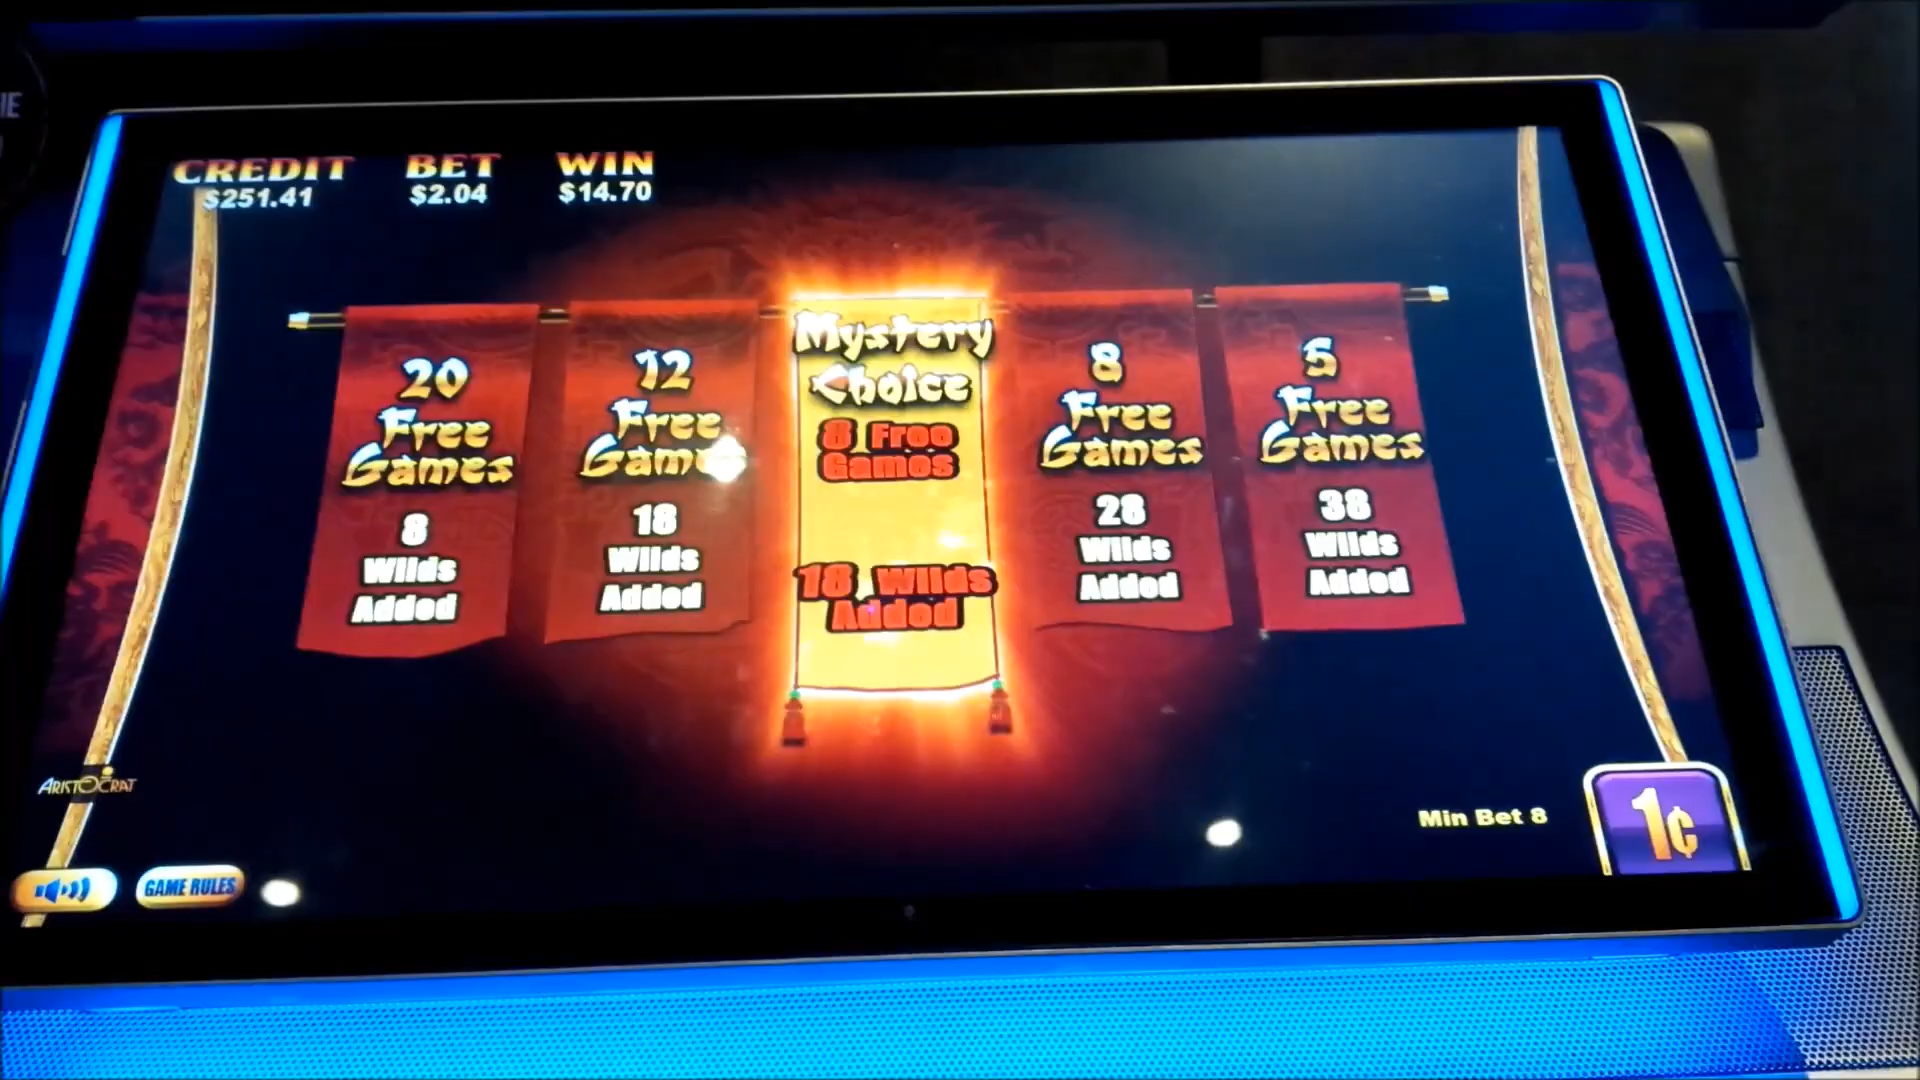 IE
CREDIT BET WIN
$251.41 $2.04 $14.70
20
Free
Games
8
Wilds
Added
12
Free
Games
18
Wilds
Added
Mystery
Choice
8 Free
Games
18 Wilds
Added
8
Free
Games
28
Wilds
Added
5
Free
Games
38
Wilds
Added
ARISTOCRAT
Min Bet 8
1¢
GAME RULES